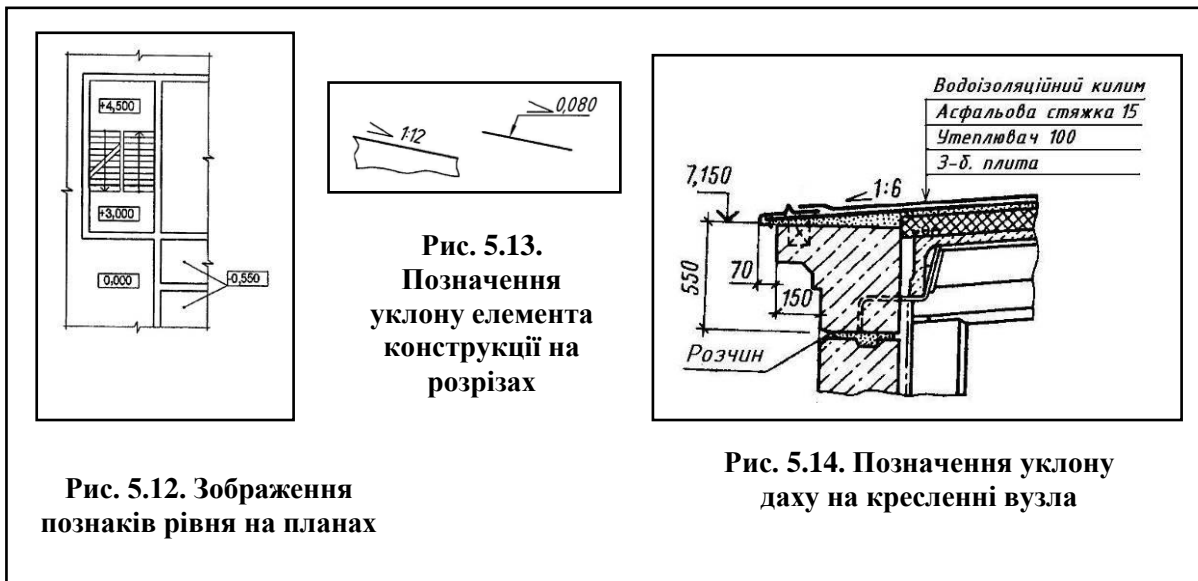 +4,500
+3,000
0,000
-0,550
Рис. 5.12. Зображення
познаків рівня на планах
1:12
0,080
Рис. 5.13.
Позначення
уклону елемента
конструкції на
розрізах
Водоізоляційний килим
Асфальова стяжка 15
Утеплювач 100
З-б. плита
7,150
1:6
550
70
150
Розчин
Рис. 5.14. Позначення уклону
даху на кресленні вузла